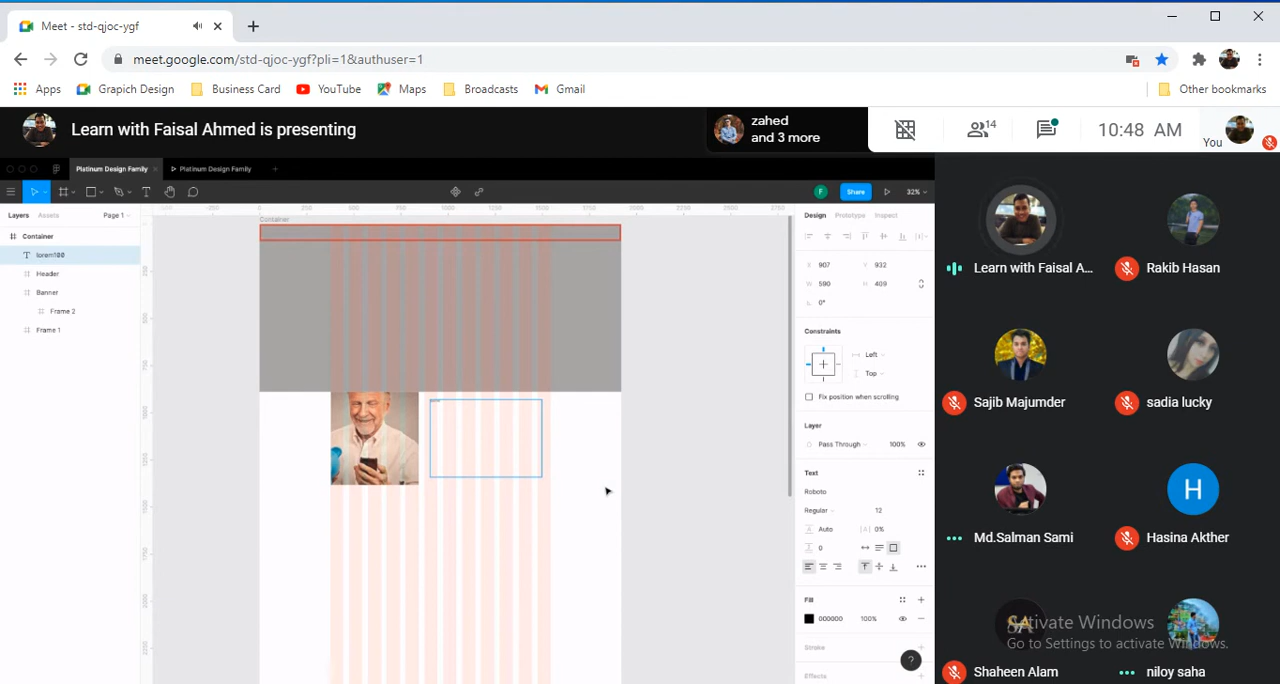 Meet - std-qjoc-ygf
meet.google.com/std-qjoc-ygf?pli=1&authuser=1
Apps Grapich Design Business Card YouTube Maps Broadcasts Gmail Other bookmarks
Learn with Faisal Ahmed is presenting
zahed
and 3 more
14
10:48 AM
You
Platinum Design Family Platinum Design Family
F Share 32%
Layers Assets Page 1
Design Prototype Inspect
Container
Container
lorem100
Header
Banner
Frame 2
Frame 1
X 907 Y 932
W 590 H 409
0°
Constraints
Left
Top
Fix position when scrolling
Layer
Pass Through 100%
Text
Roboto
Regular 12
Auto 0%
0
Fill
000000 100%
Stroke
Effects
?
Learn with Faisal A... Rakib Hasan
Sajib Majumder sadia lucky
H
Md.Salman Sami Hasina Akther
SA
Shaheen Alam niloy saha
Activate Windows
Go to Settings to activate Windows.